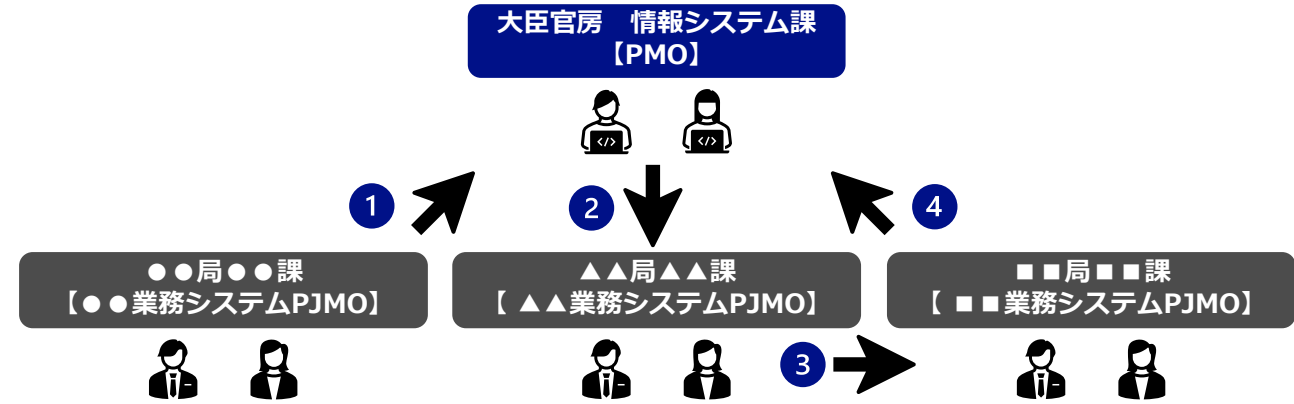 大臣官房　情報システム課
【PMO】
</>
</>
1
2
4
●●局●●課
【●●業務システムPJMO】
▲▲局▲▲課
【 ▲▲業務システムPJMO】
■■局■■課
【 ■■業務システムPJMO】
3